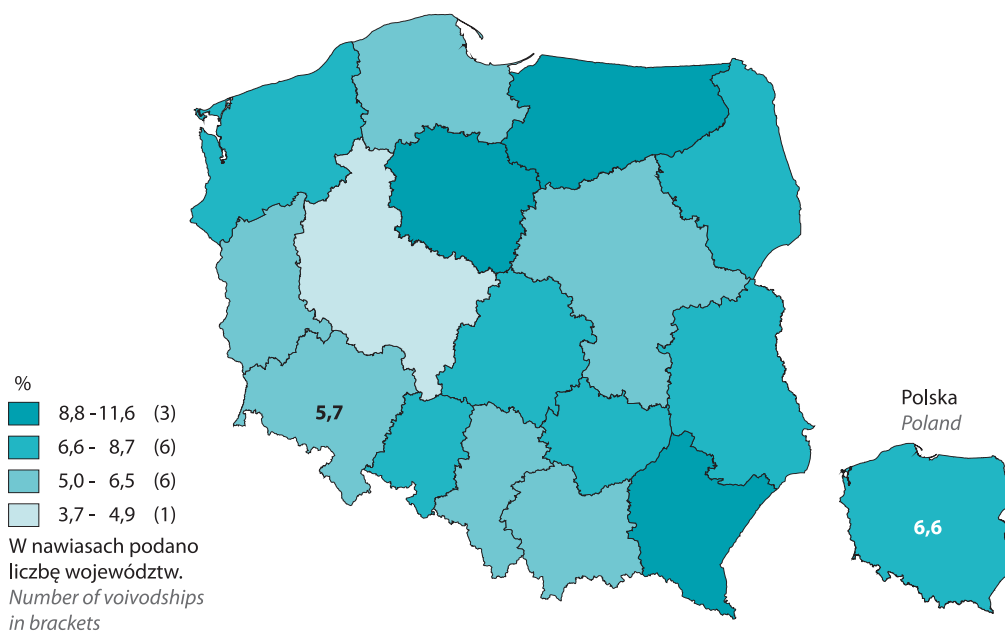 %
8,8 - 11,6 (3)
6,6 - 8,7 (6)
5,0 - 6,5 (6)
3,7 - 4,9 (1)
W nawiasach podano
liczbę województw.
Number of voivodships
in brackets
5,7
Polska
Poland
6,6